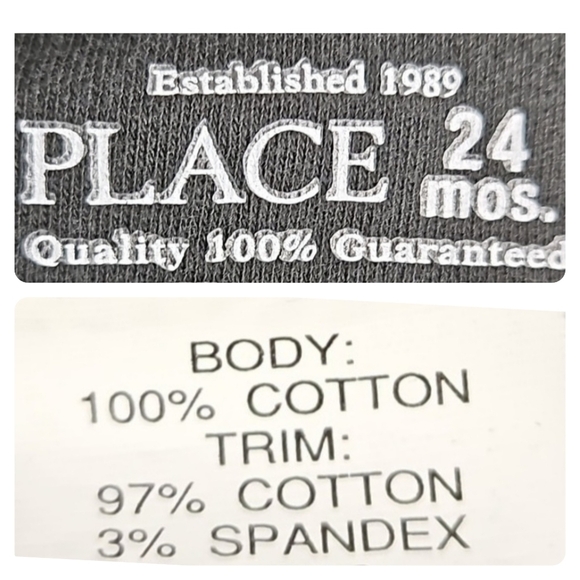 Established 1989
PLACE 24 mos.
Quality 100% Guaranteed
BODY:
100% COTTON
TRIM:
97% COTTON
3% SPANDEX